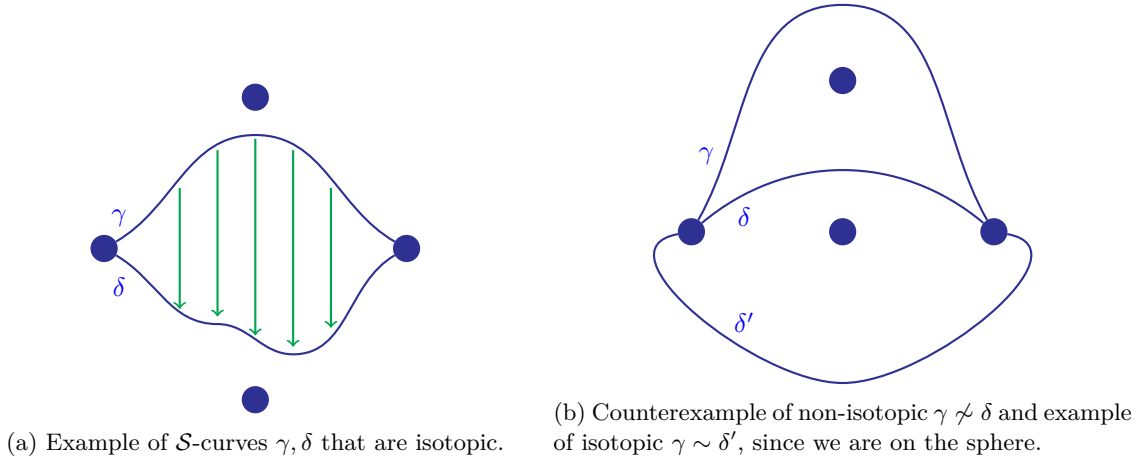 γ
δ
(a) Example of 𝒮-curves γ, δ that are isotopic.
γ
δ
δ′
(b) Counterexample of non-isotopic γ ≁ δ and example
of isotopic γ ∼ δ′, since we are on the sphere.